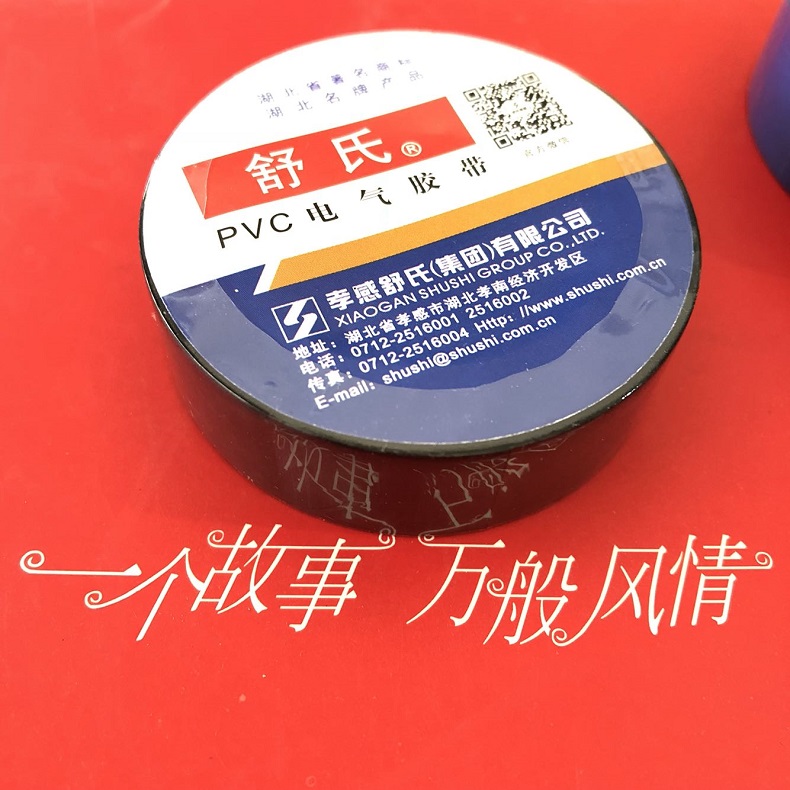 湖北省著名商标
湖北名牌产品
舒氏®
官方微信
PVC电气胶带
孝感舒氏(集团)有限公司
XIAOGAN SHUSHI GROUP CO.,LTD.
地址：湖北省孝感市湖北孝南经济开发区
电话：0712-2516001 2516002
传真：0712-2516004 Http: //www.shushi.com.cn
E-mail：shushi@shushi.com.cn
一个故事 万般风情